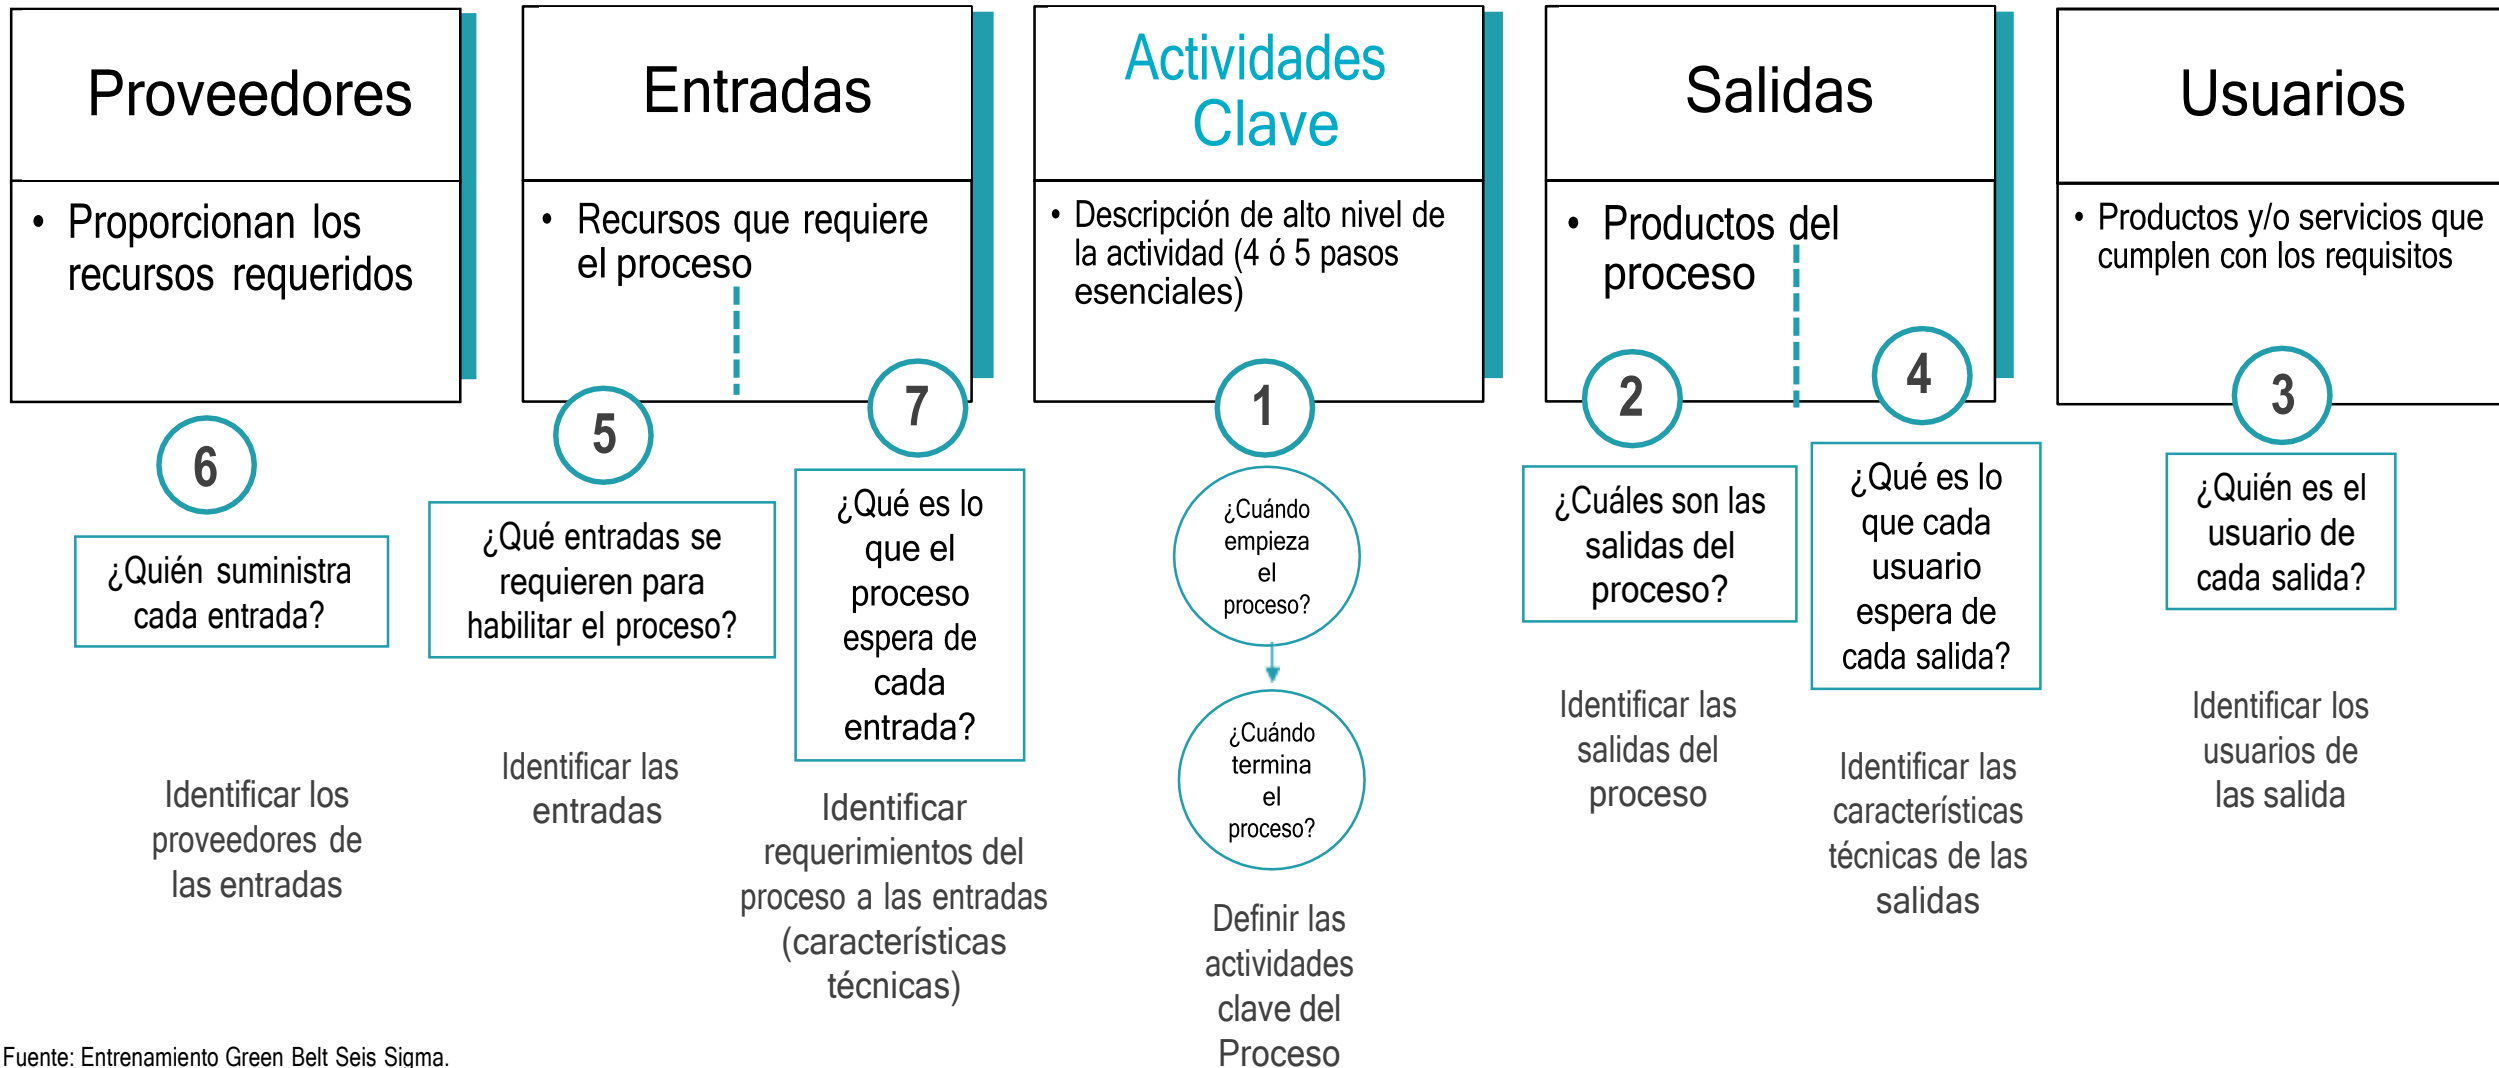 Proveedores
• Proporcionan los
recursos requeridos
6
¿Quién suministra
cada entrada?
Identificar los
proveedores de
las entradas
Entradas
• Recursos que requiere
el proceso
5
¿Qué entradas se
requieren para
habilitar el proceso?
Identificar las
entradas
7
¿Qué es lo
que el
proceso
espera de
cada
entrada?
Identificar
requerimientos del
proceso a las entradas
(características
técnicas)
Actividades
Clave
• Descripción de alto nivel de
la actividad (4 ó 5 pasos
esenciales)
1
¿Cuándo
empieza
el
proceso?
¿Cuándo
termina
el
proceso?
Definir las
actividades
clave del
Proceso
Salidas
• Productos del
proceso
2
¿Cuáles son las
salidas del
proceso?
Identificar las
salidas del
proceso
4
¿Qué es lo
que cada
usuario
espera de
cada salida?
Identificar las
características
técnicas de las
salidas
Usuarios
• Productos y/o servicios que
cumplen con los requisitos
3
¿Quién es el
usuario de
cada salida?
Identificar los
usuarios de
las salida
Fuente: Entrenamiento Green Belt Seis Sigma.